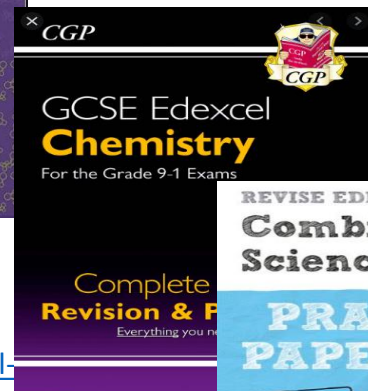 CGP
CGP
CGP
GCSE Edexcel
Chemistry
For the Grade 9-1 Exams
Complete
Revision & P
Everything you n
REVISE ED
Comb
Scienc
PRA
PAPE
l-